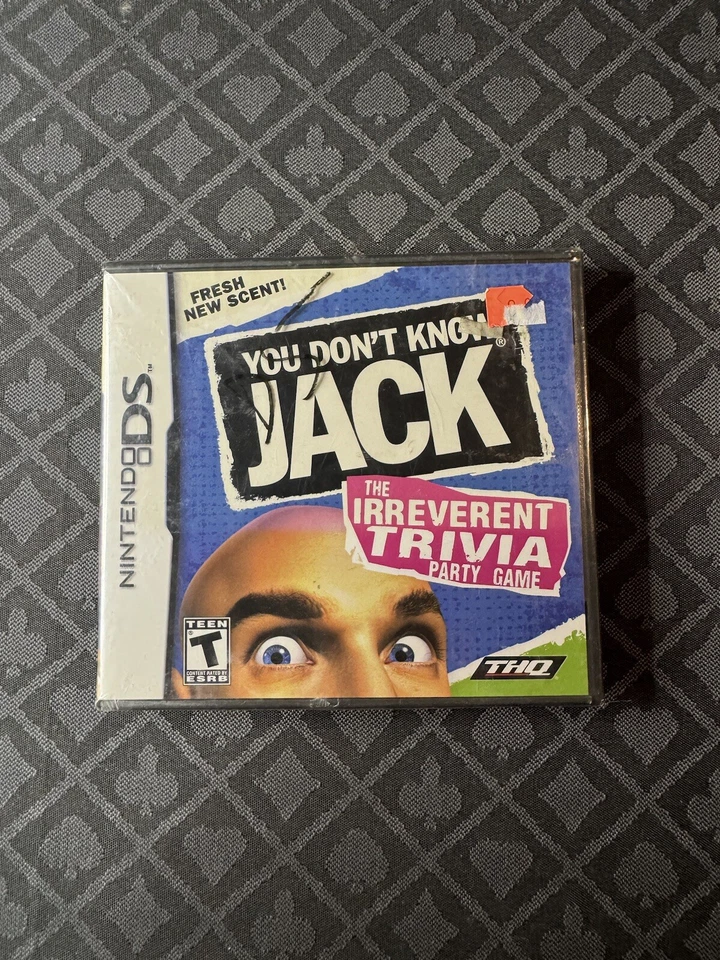 FRESH
NEW SCENT!
YOU DON'T KNOW
JACK®
THE
IRREVERENT
TRIVIA
PARTY GAME
NINTENDO DS™
TEEN
T
CONTENT RATED BY
ESRB
THQ